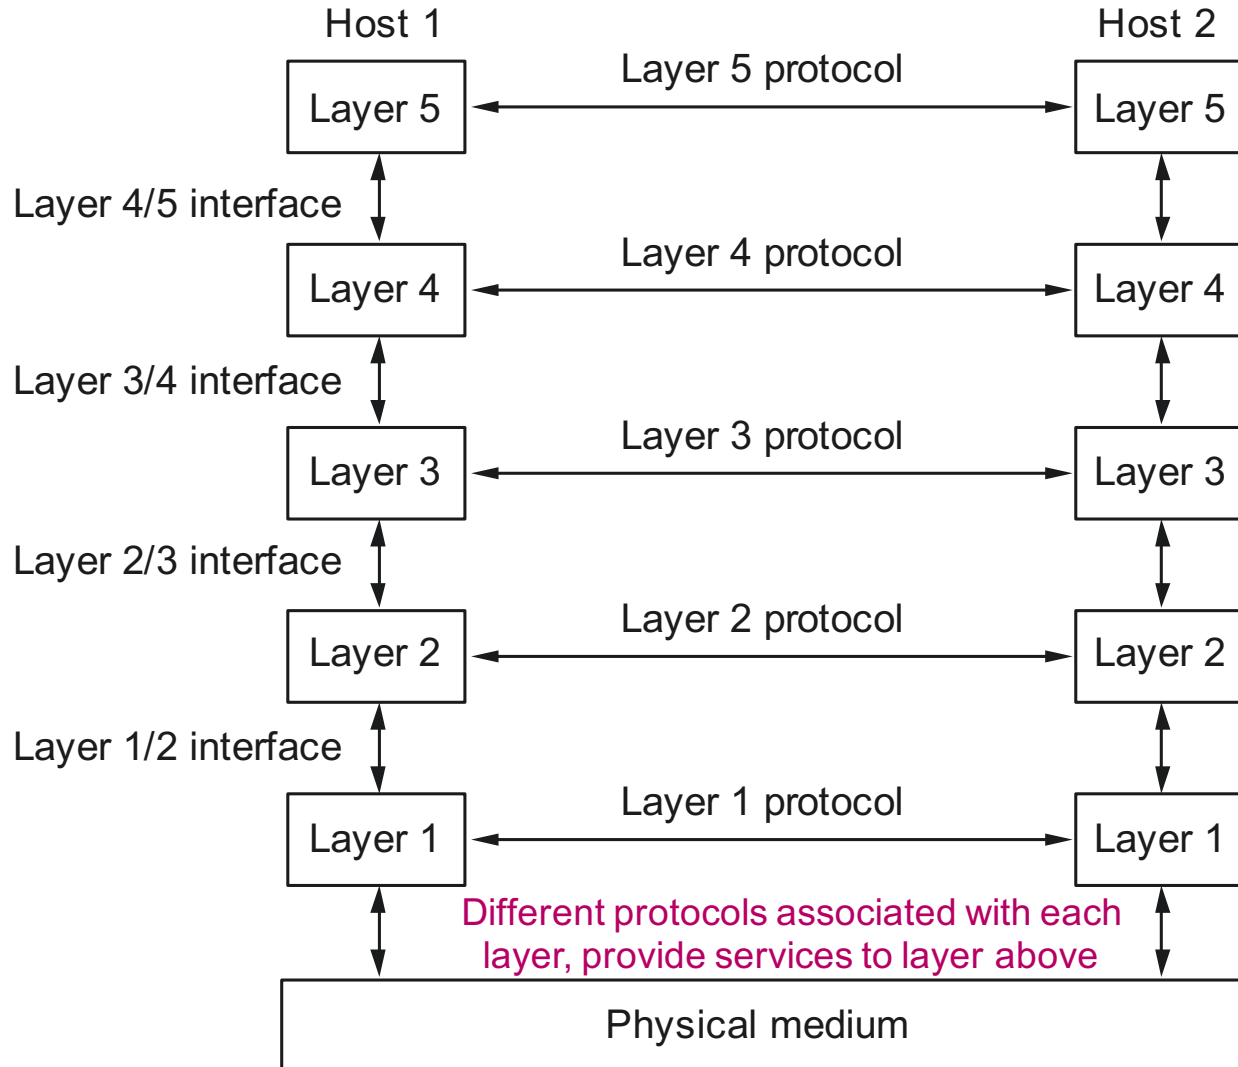 Host 1
Host 2
Layer 5 protocol
Layer 5
Layer 5
Layer 4/5 interface
Layer 4 protocol
Layer 4
Layer 4
Layer 3/4 interface
Layer 3 protocol
Layer 3
Layer 3
Layer 2/3 interface
Layer 2 protocol
Layer 2
Layer 2
Layer 1/2 interface
Layer 1 protocol
Layer 1
Layer 1
Different protocols associated with each
layer, provide services to layer above
Physical medium